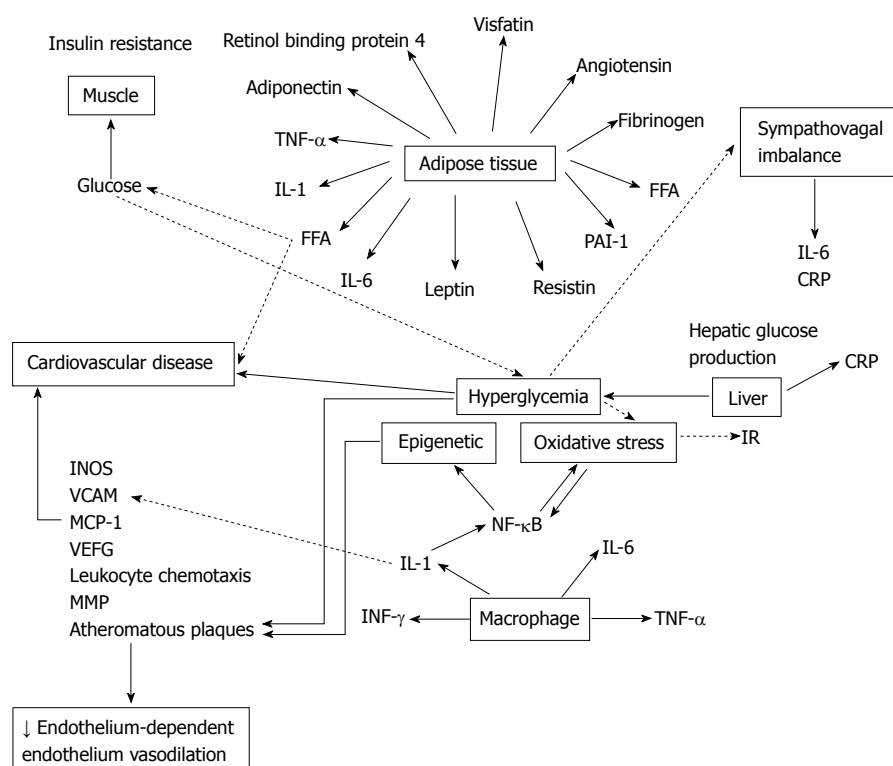 Visfatin
Insulin resistance
Retinol binding protein 4
Angiotensin
Muscle
Adiponectin
Fibrinogen
TNF-α
Adipose tissue
Sympathovagal
imbalance
Glucose
IL-1
FFA
FFA
PAI-1
IL-6
Leptin
Resistin
IL-6
CRP
Hepatic glucose
production
Cardiovascular disease
CRP
Hyperglycemia
Liver
Epigenetic
Oxidative stress
IR
INOS
VCAM
MCP-1
VEFG
Leukocyte chemotaxis
MMP
Atheromatous plaques
NF-κB
IL-1
IL-6
INF-γ
Macrophage
TNF-α
↓ Endothelium-dependent
endothelium vasodilation